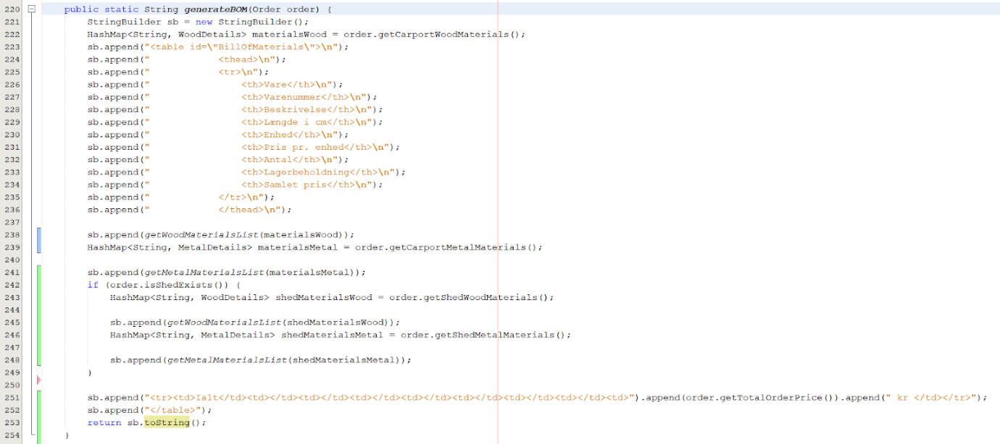 220 public static String generateBOM(Order order) {
221 StringBuilder sb = new StringBuilder();
222 HashMap<String, WoodDetails> materialsWood = order.getCarportWoodMaterials();
223 sb.append("<table id=\"BillOfMaterials\">\n");
224 sb.append("            <thead>\n");
225 sb.append("            <tr>\n");
226 sb.append("                <th>Vare</th>\n");
227 sb.append("                <th>Varenummer</th>\n");
228 sb.append("                <th>Beskrivelse</th>\n");
229 sb.append("                <th>Længde i cm</th>\n");
230 sb.append("                <th>Enhed</th>\n");
231 sb.append("                <th>Pris pr. enhed</th>\n");
232 sb.append("                <th>Antal</th>\n");
233 sb.append("                <th>Lagerbeholdning</th>\n");
234 sb.append("                <th>Samlet pris</th>\n");
235 sb.append("            </tr>\n");
236 sb.append("            </thead>\n");
237
238 sb.append(getWoodMaterialsList(materialsWood));
239 HashMap<String, MetalDetails> materialsMetal = order.getCarportMetalMaterials();
240
241 sb.append(getMetalMaterialsList(materialsMetal));
242 if (order.isShedExists()) {
243 HashMap<String, WoodDetails> shedMaterialsWood = order.getShedWoodMaterials();
244
245 sb.append(getWoodMaterialsList(shedMaterialsWood));
246 HashMap<String, MetalDetails> shedMaterialsMetal = order.getShedMetalMaterials();
247
248 sb.append(getMetalMaterialsList(shedMaterialsMetal));
249 }
250
251 sb.append("<tr><td>Ialt</td><td></td><td></td><td></td><td></td><td></td><td></td><td></td><td>").append(order.getTotalOrderPrice()).append(" kr </td></tr>");
252 sb.append("</table>");
253 return sb.toString();
254 }